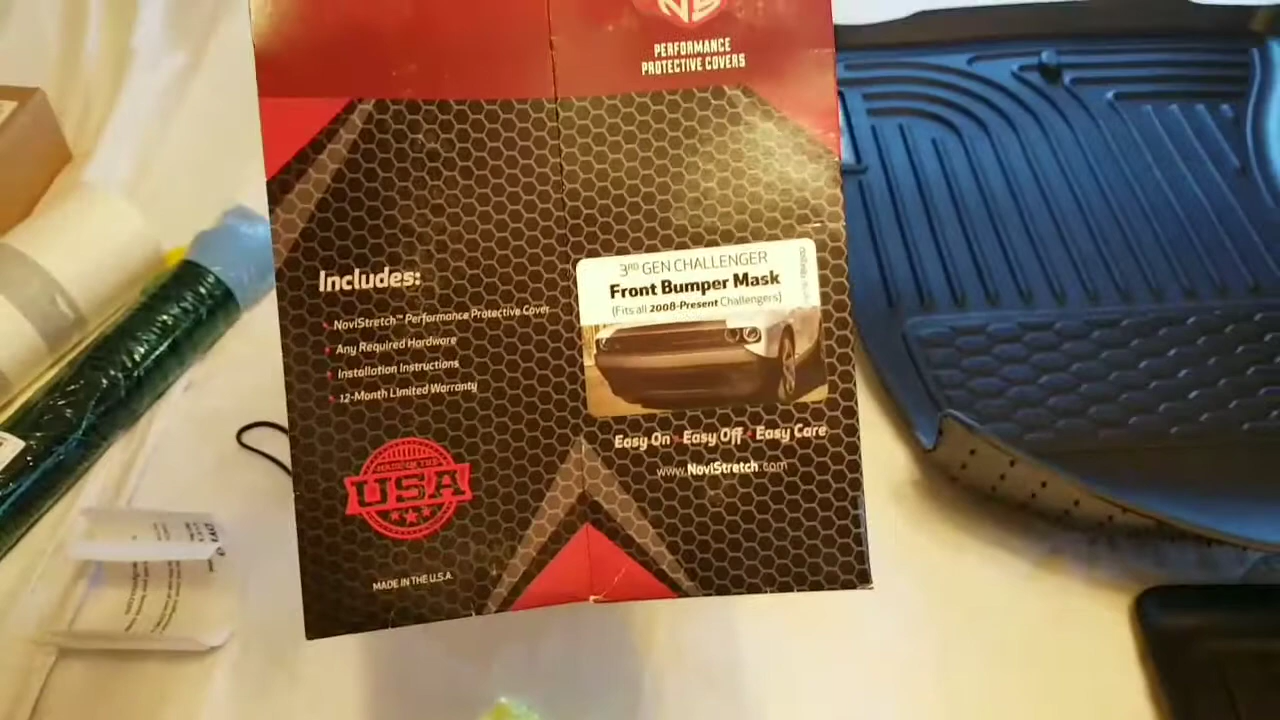 NS
PERFORMANCE
PROTECTIVE COVERS
Includes:
NoviStretch™ Performance Protective Cover
Any Required Hardware
Installation Instructions
12-Month Limited Warranty
3RD GEN CHALLENGER
Front Bumper Mask
(Fits all 2008-Present Challengers)
Easy On • Easy Off • Easy Care
www.NoviStretch.com
MADE IN THE
USA
MADE IN THE U.S.A.